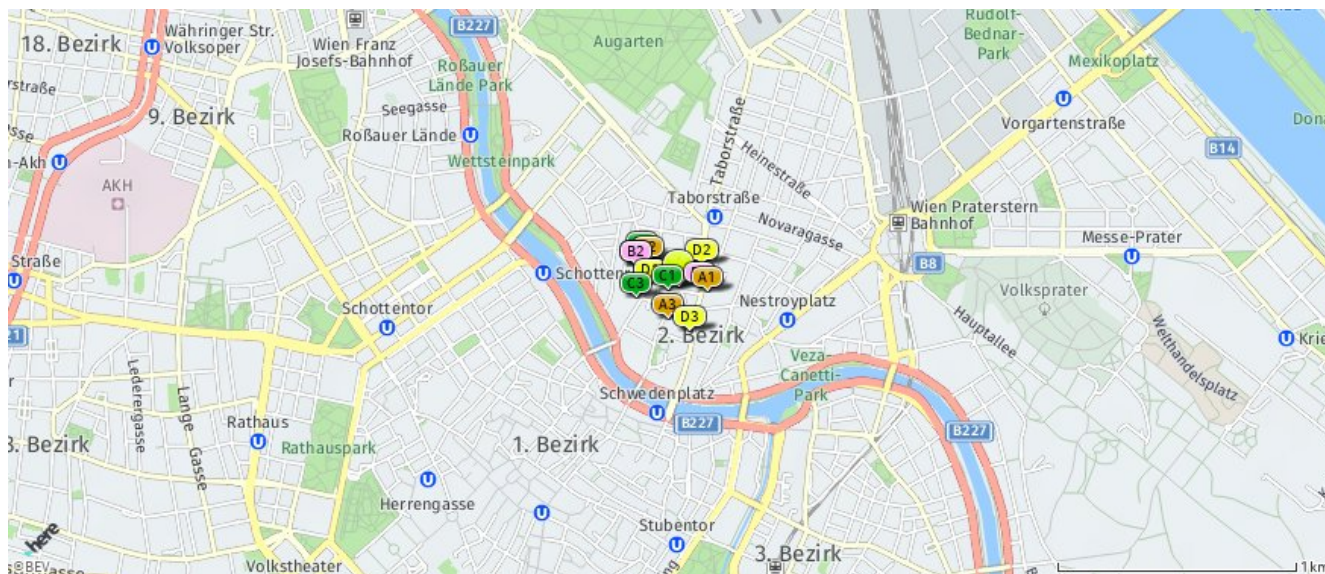 B227
Währinger Str.
Volksoper
18. Bezirk
Wien Franz
Josefs-Bahnhof
Augarten
Rudolf-
Bednar-
Park
Mexikoplatz
Roßauer
Lände Park
Seegasse
9. Bezirk
Roßauer Lände
Vorgartenstraße
B14
Taborstraße
Heinestraße
Wettsteinpark
AKH
Taborstraße
Novaragasse
Wien Praterstern
Bahnhof
Messe-Prater
B8
B2
D2
C1
A1
C3
A3
D3
Schottentor
Nestroyplatz
Volksprater
Hauptallee
Welthandelsplatz
2. Bezirk
Veza-
Canetti-
Park
Schwedenplatz
B227
B227
Lederergasse
Lange Gasse
Rathaus
Rathauspark
1. Bezirk
Herrengasse
Stubentor
3. Bezirk
Volkstheater
here
©BEV
1km